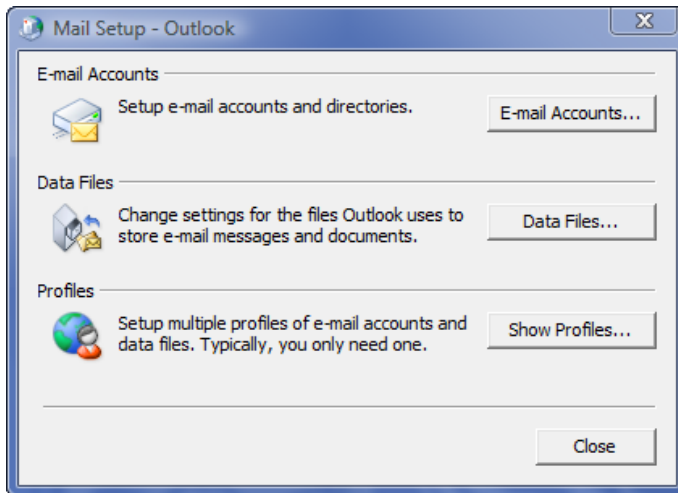 Mail Setup - Outlook
E-mail Accounts
Setup e-mail accounts and directories.
E-mail Accounts...
Data Files
Change settings for the files Outlook uses to
store e-mail messages and documents.
Data Files...
Profiles
Setup multiple profiles of e-mail accounts and
data files. Typically, you only need one.
Show Profiles...
Close